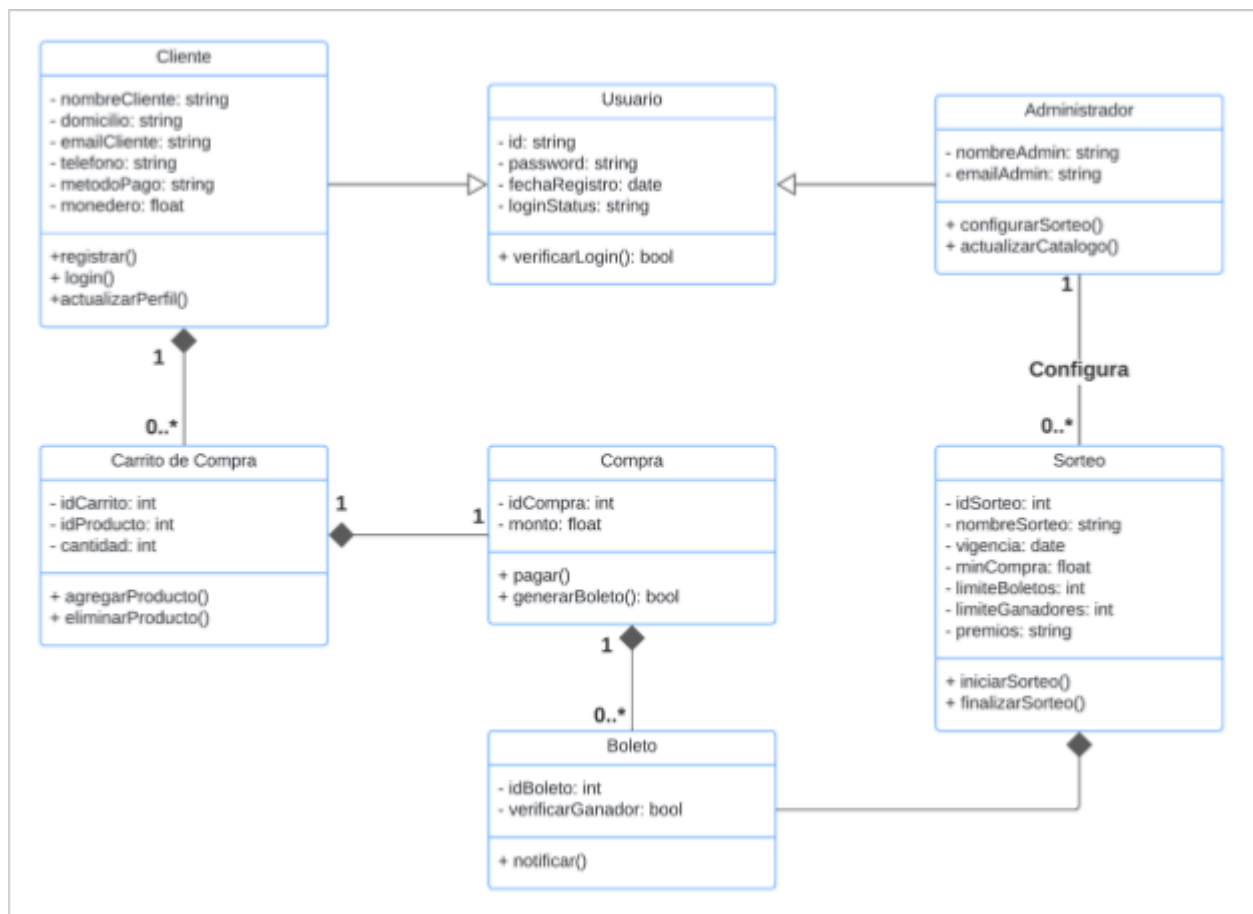 Cliente
- nombreCliente: string
- domicilio: string
- emailCliente: string
- telefono: string
- metodoPago: string
- monedero: float
+registrar()
+ login()
+actualizarPerfil()
Usuario
- id: string
- password: string
- fechaRegistro: date
- loginStatus: string
+ verificarLogin(): bool
Administrador
- nombreAdmin: string
- emailAdmin: string
+ configurarSorteo()
+ actualizarCatalogo()
1
Configura
0..*
1
0..*
Carrito de Compra
- idCarrito: int
- idProducto: int
- cantidad: int
+ agregarProducto()
+ eliminarProducto()
1
1
Compra
- idCompra: int
- monto: float
+ pagar()
+ generarBoleto(): bool
1
0..*
Sorteo
- idSorteo: int
- nombreSorteo: string
- vigencia: date
- minCompra: float
- limiteBoletos: int
- limiteGanadores: int
- premios: string
+ iniciarSorteo()
+ finalizarSorteo()
Boleto
- idBoleto: int
- verificarGanador: bool
+ notificar()